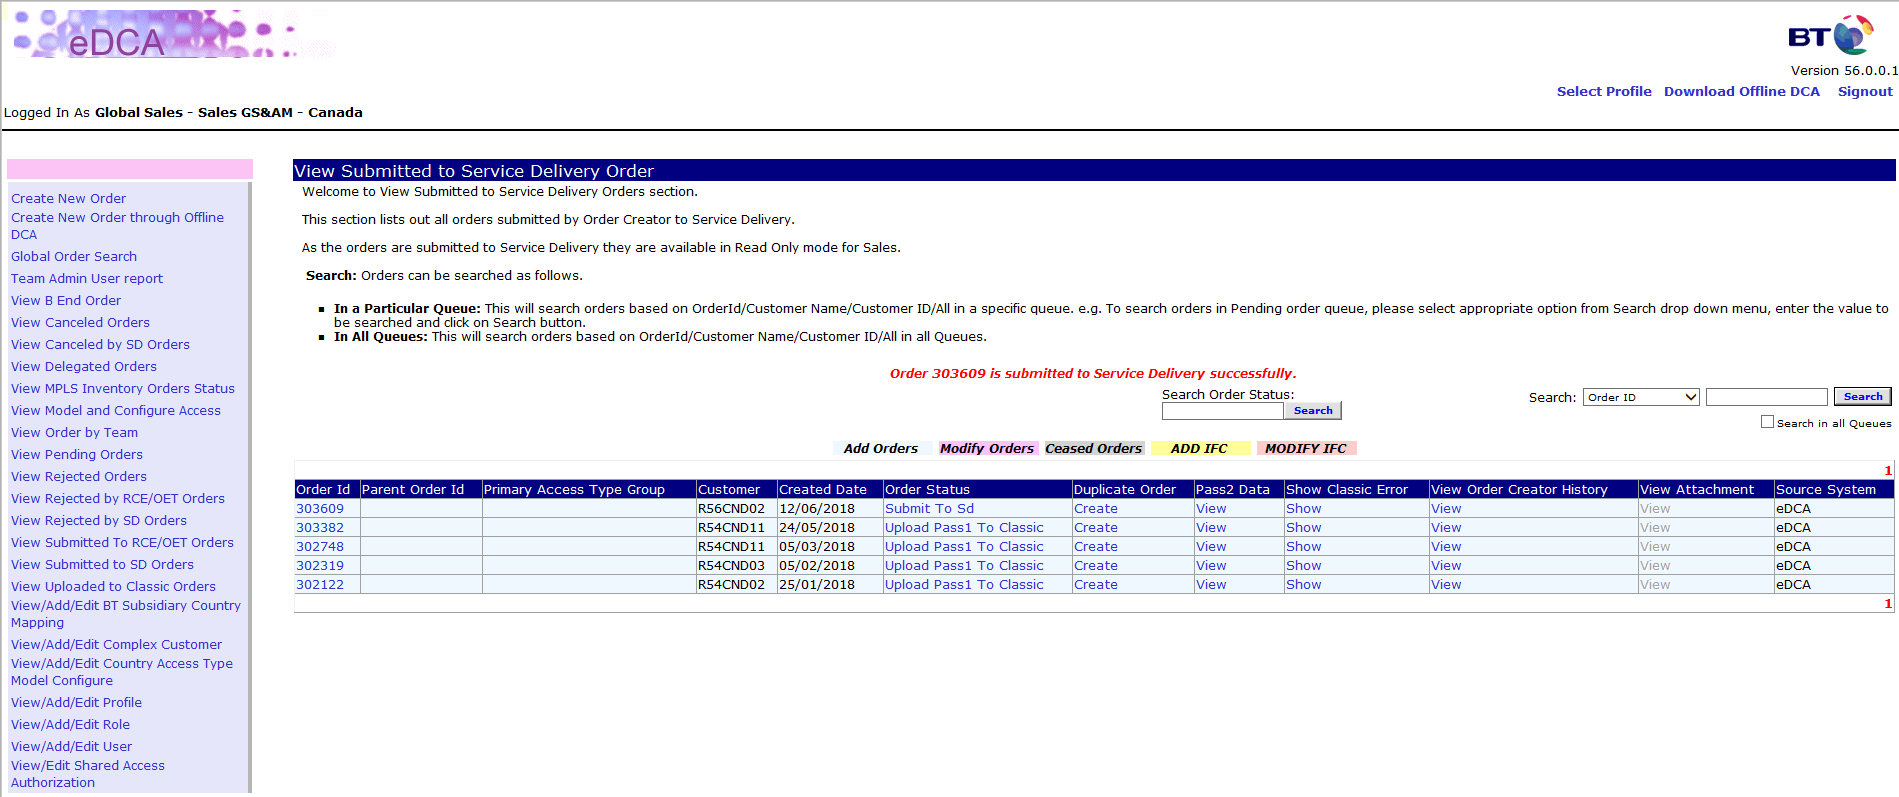 eDCA
BT
Version 56.0.0.1
Select Profile Download Offline DCA Signout
Logged In As Global Sales - Sales GS&AM - Canada
Create New Order
Create New Order through Offline
DCA
Global Order Search
Team Admin User report
View B End Order
View Canceled Orders
View Canceled by SD Orders
View Delegated Orders
View MPLS Inventory Orders Status
View Model and Configure Access
View Order by Team
View Pending Orders
View Rejected Orders
View Rejected by RCE/OET Orders
View Rejected by SD Orders
View Submitted To RCE/OET Orders
View Submitted to SD Orders
View Uploaded to Classic Orders
View/Add/Edit BT Subsidiary Country
Mapping
View/Add/Edit Complex Customer
View/Add/Edit Country Access Type
Model Configure
View/Add/Edit Profile
View/Add/Edit Role
View/Add/Edit User
View/Edit Shared Access
Authorization
View Submitted to Service Delivery Order
Welcome to View Submitted to Service Delivery Orders section.
This section lists out all orders submitted by Order Creator to Service Delivery.
As the orders are submitted to Service Delivery they are available in Read Only mode for Sales.
Search: Orders can be searched as follows.
In a Particular Queue: This will search orders based on OrderId/Customer Name/Customer ID/All in a specific queue. e.g. To search orders in Pending order queue, please select appropriate option from Search drop down menu, enter the value to
be searched and click on Search button.
In All Queues: This will search orders based on OrderId/Customer Name/Customer ID/All in all Queues.
Order 303609 is submitted to Service Delivery successfully.
Search Order Status:
Search
Search: Order ID Search
Search in all Queues
Add Orders Modify Orders Ceased Orders ADD IFC MODIFY IFC
1
Order Id Parent Order Id Primary Access Type Group Customer Created Date Order Status Duplicate Order Pass2 Data Show Classic Error View Order Creator History View Attachment Source System
303609 R56CND02 12/06/2018 Submit To Sd Create View Show View View eDCA
303382 R54CND11 24/05/2018 Upload Pass1 To Classic Create View Show View View eDCA
302748 R54CND11 05/03/2018 Upload Pass1 To Classic Create View Show View View eDCA
302319 R54CND03 05/02/2018 Upload Pass1 To Classic Create View Show View View eDCA
302122 R54CND02 25/01/2018 Upload Pass1 To Classic Create View Show View View eDCA
1